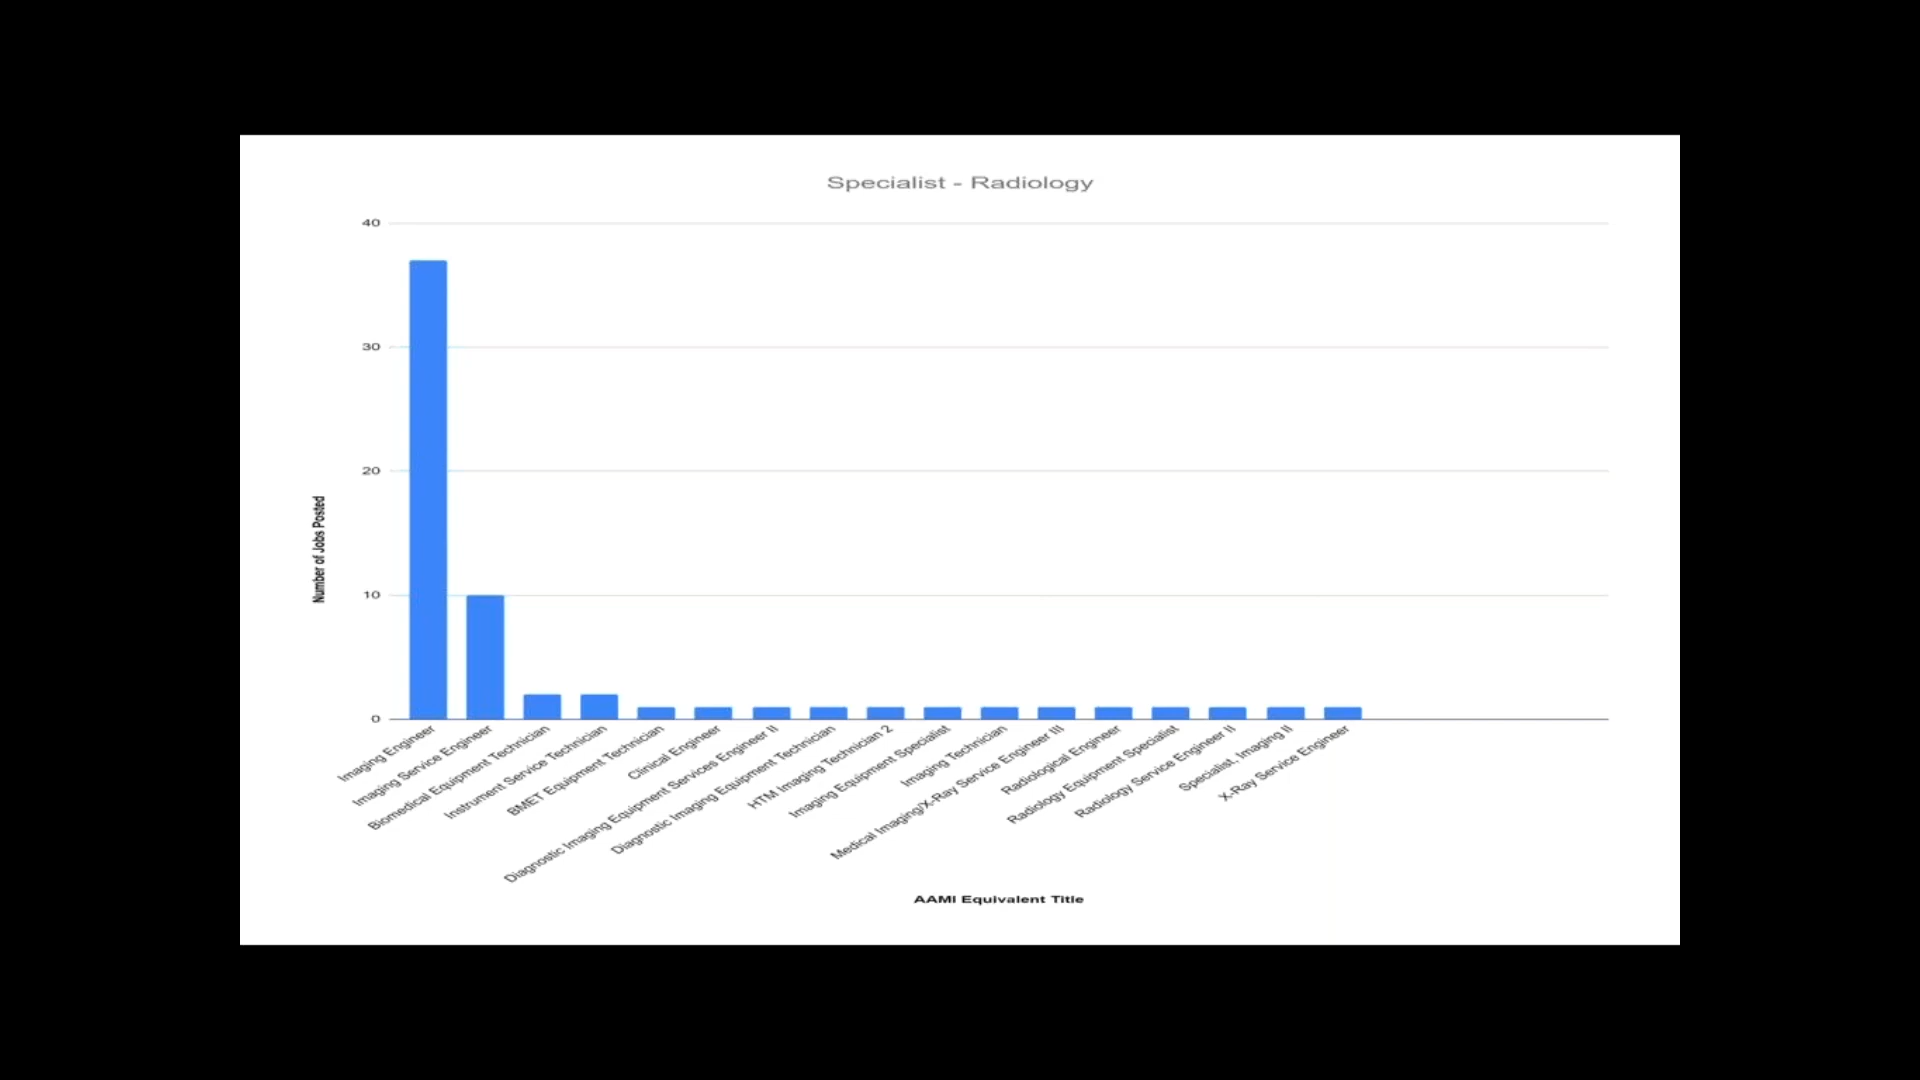 Specialist - Radiology
40
30
20
10
0
Number of Jobs Posted
Imaging Engineer
Imaging Service Engineer
Biomedical Equipment Technician
Instrument Service Technician
BMET Equipment Technician
Clinical Engineer
Diagnostic Imaging Equipment Services Engineer II
Diagnostic Imaging Equipment Technician
HTM Imaging Technician 2
Imaging Equipment Specialist
Imaging Technician
Medical Imaging/X-Ray Service Engineer III
Radiological Engineer
Radiology Equipment Specialist
Radiology Service Engineer II
Specialist, Imaging II
X-Ray Service Engineer
AAMI Equivalent Title